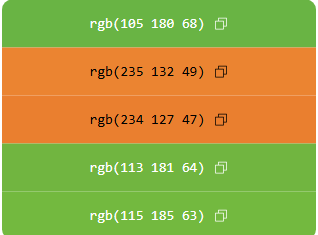 rgb(105 180 68)
rgb(235 132 49)
rgb(234 127 47)
rgb(113 181 64)
rgb(115 185 63)